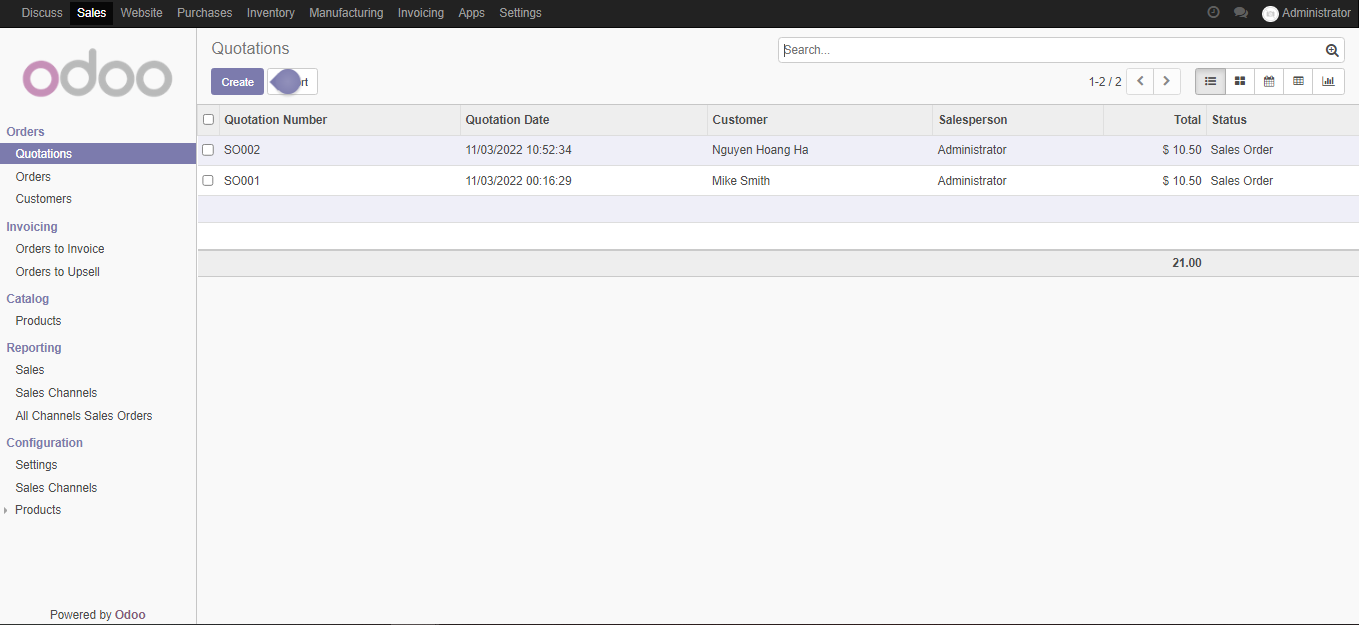 Discuss Sales Website Purchases Inventory Manufacturing Invoicing Apps Settings Administrator
odoo
Orders
Quotations
Orders
Customers
Invoicing
Orders to Invoice
Orders to Upsell
Catalog
Products
Reporting
Sales
Sales Channels
All Channels Sales Orders
Configuration
Settings
Sales Channels
Products
Powered by Odoo
Quotations
Search...
Create
1-2 / 2
Quotation Number Quotation Date Customer Salesperson Total Status
SO002 11/03/2022 10:52:34 Nguyen Hoang Ha Administrator $ 10.50 Sales Order
SO001 11/03/2022 00:16:29 Mike Smith Administrator $ 10.50 Sales Order
21.00